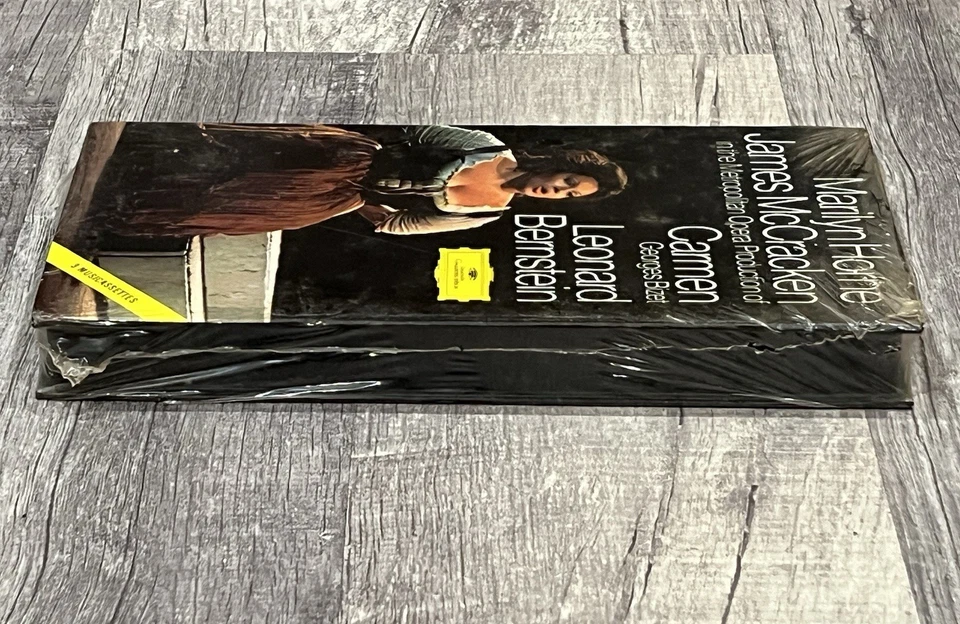 Marilyn Horne
James McCracken
in the Metropolitan Opera Production of
Carmen
Georges Bizet
Leonard
Bernstein
3 MUSICASSETTES